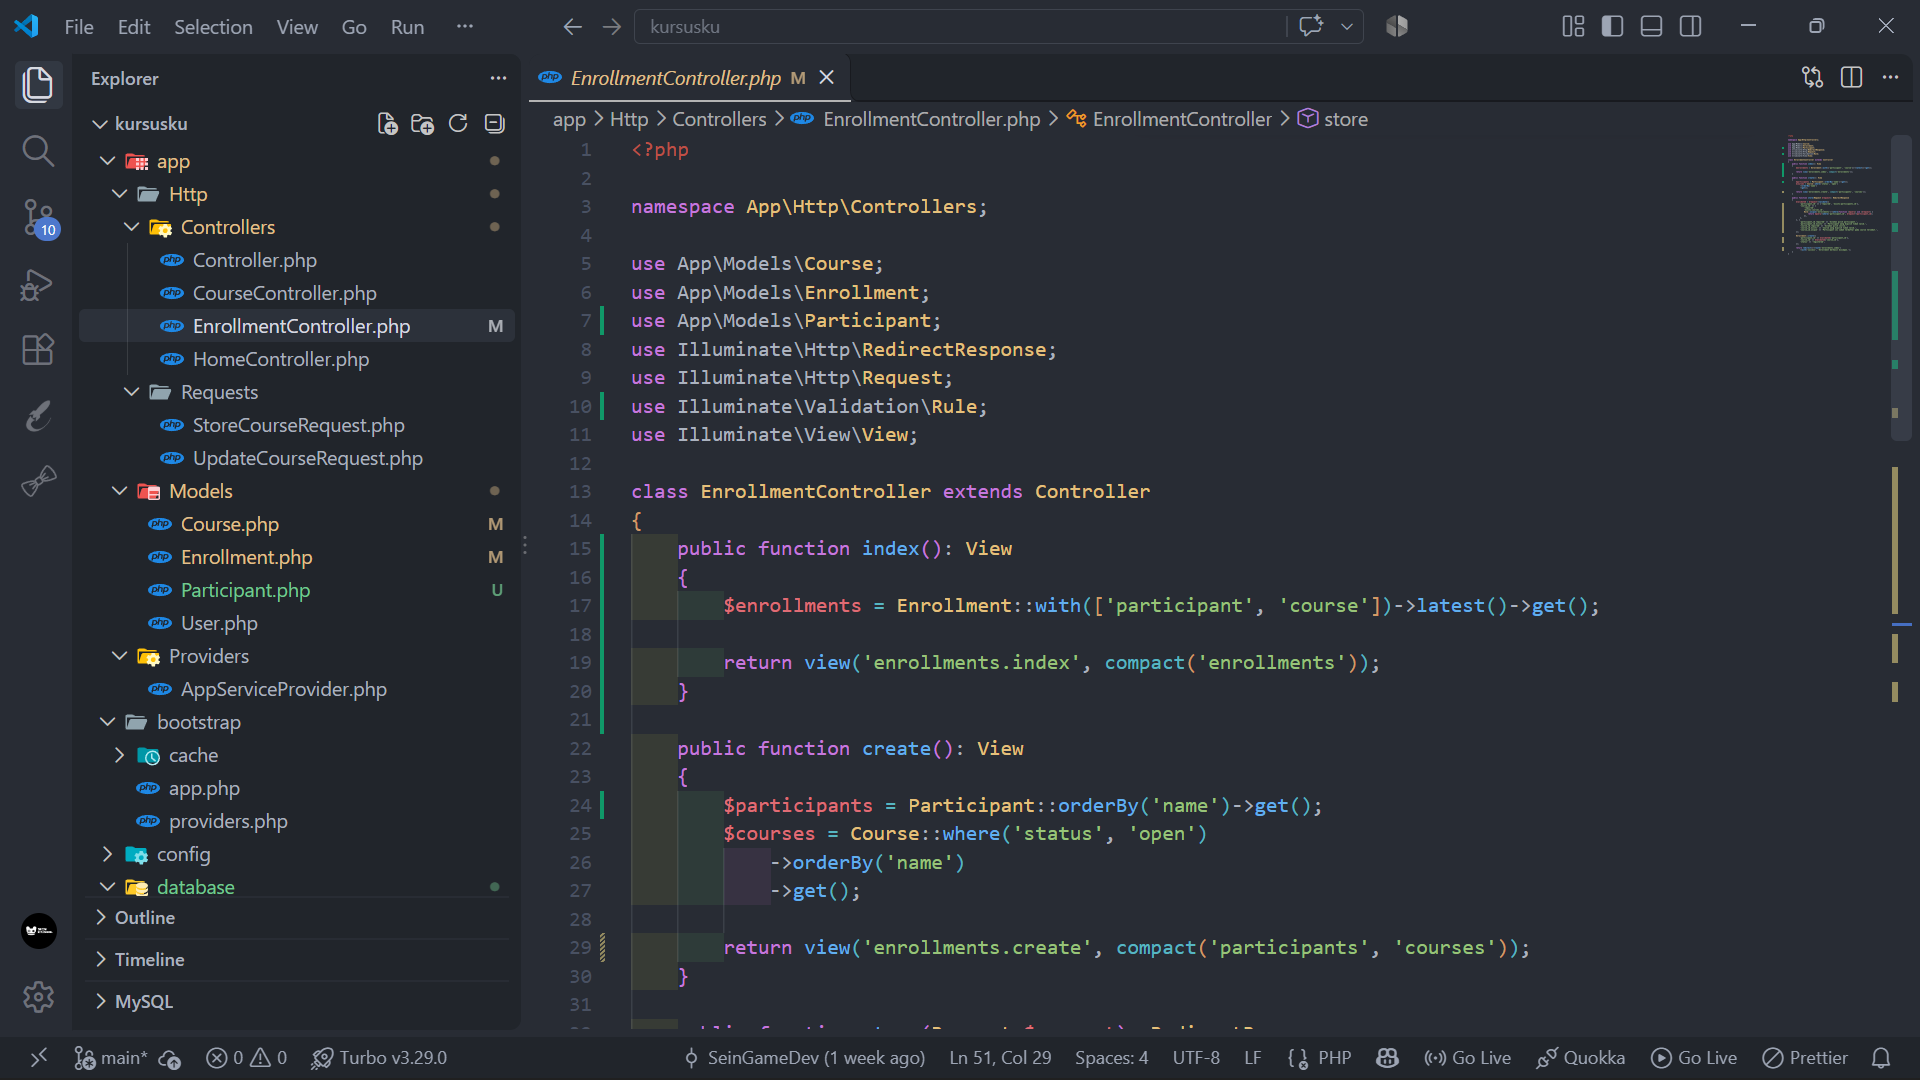 File Edit Selection View Go Run ··· kursusku
Explorer
kursusku
app
Http
Controllers
Controller.php
CourseController.php
EnrollmentController.php M
HomeController.php
Requests
StoreCourseRequest.php
UpdateCourseRequest.php
Models
Course.php M
Enrollment.php M
Participant.php U
User.php
Providers
AppServiceProvider.php
bootstrap
cache
app.php
providers.php
config
database
Outline
Timeline
MySQL
10
EnrollmentController.php M
app > Http > Controllers > EnrollmentController.php > EnrollmentController > store
1 <?php
2
3 namespace App\Http\Controllers;
4
5 use App\Models\Course;
6 use App\Models\Enrollment;
7 use App\Models\Participant;
8 use Illuminate\Http\RedirectResponse;
9 use Illuminate\Http\Request;
10 use Illuminate\Validation\Rule;
11 use Illuminate\View\View;
12
13 class EnrollmentController extends Controller
14 {
15 public function index(): View
16 {
17 $enrollments = Enrollment::with(['participant', 'course'])->latest()->get();
18
19 return view('enrollments.index', compact('enrollments'));
20 }
21
22 public function create(): View
23 {
24 $participants = Participant::orderBy('name')->get();
25 $courses = Course::where('status', 'open')
26 ->orderBy('name')
27 ->get();
28
29 return view('enrollments.create', compact('participants', 'courses'));
30 }
31
main* 0 0 Turbo v3.29.0 SeinGameDev (1 week ago) Ln 51, Col 29 Spaces: 4 UTF-8 LF PHP Go Live Quokka Go Live Prettier